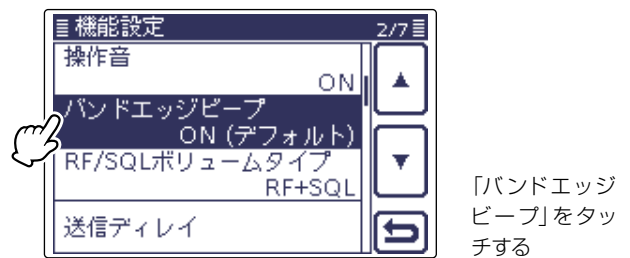 機能設定 2/7
操作音
ON
バンドエッジビープ
ON (デフォルト)
RF/SQLボリュームタイプ
RF+SQL
送信ディレイ
「バンドエッジ
ビープ」をタッ
チする